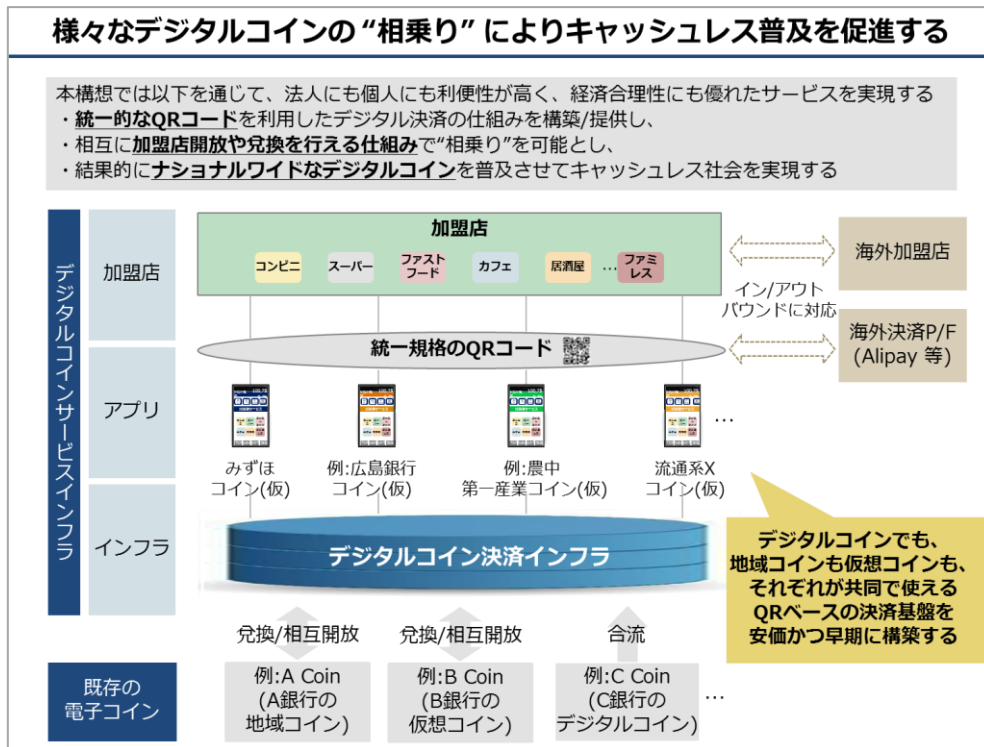 様々なデジタルコインの“相乗り”によりキャッシュレス普及を促進する
本構想では以下を通じて、法人にも個人にも利便性が高く、経済合理性にも優れたサービスを実現する
・統一的なQRコードを利用したデジタル決済の仕組みを構築/提供し、
・相互に加盟店開放や兌換を行える仕組みで“相乗り”を可能とし、
・結果的にナショナルワイドなデジタルコインを普及させてキャッシュレス社会を実現する
デジタルコインサービスインフラ
加盟店
加盟店
コンビニ
スーパー
ファスト
フード
カフェ
居酒屋
…
ファミ
レス
海外加盟店
イン/アウト
バウンドに対応
海外決済P/F
(Alipay 等)
統一規格のQRコード
アプリ
…
みずほ
コイン(仮)
例:広島銀行
コイン(仮)
例:農中
第一産業コイン(仮)
流通系X
コイン(仮)
インフラ
デジタルコイン決済インフラ
デジタルコインでも、
地域コインも仮想コインも、
それぞれが共同で使える
QRベースの決済基盤を
安価かつ早期に構築する
兌換/相互開放
兌換/相互開放
合流
既存の
電子コイン
例:A Coin
(A銀行の
地域コイン)
例:B Coin
(B銀行の
仮想コイン)
例:C Coin
(C銀行の
デジタルコイン)
…